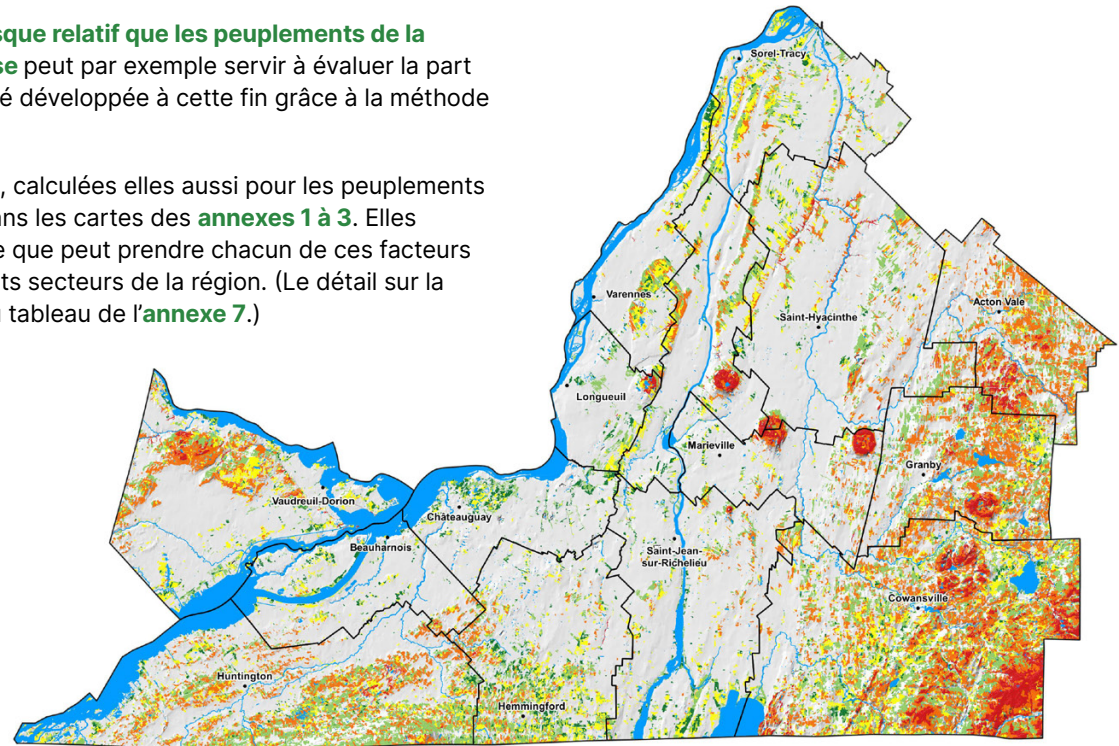 sque relatif que les peuplements de la
se peut par exemple servir à évaluer la part
é développée à cette fin grâce à la méthode
, calculées elles aussi pour les peuplements
ans les cartes des annexes 1 à 3. Elles
e que peut prendre chacun de ces facteurs
ts secteurs de la région. (Le détail sur la
u tableau de l'annexe 7.)
Sorel-Tracy
Varennes
Acton Vale
Saint-Hyacinthe
Longueuil
Marieville
Granby
Vaudreuil-Dorion
Châteauguay
Beauharnois
Saint-Jean-
sur-Richelieu
Cowansville
Huntington
Hemmingford